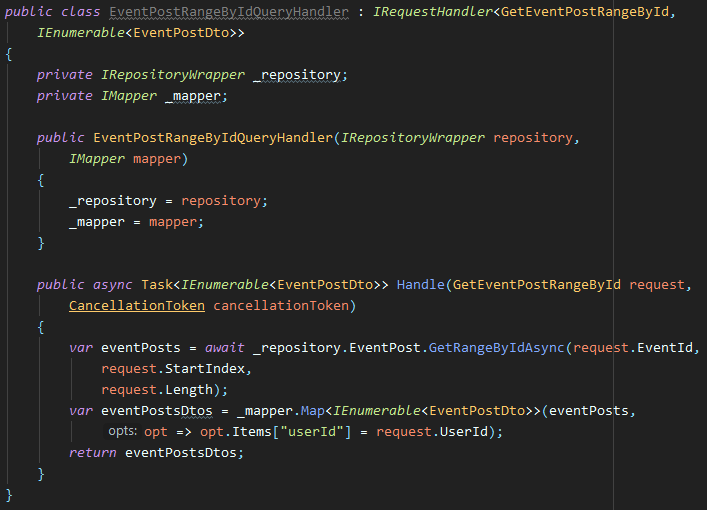 public class EventPostRangeByIdQueryHandler : IRequestHandler<GetEventPostRangeById,
    IEnumerable<EventPostDto>>
{
    private IRepositoryWrapper _repository;
    private IMapper _mapper;

    public EventPostRangeByIdQueryHandler(IRepositoryWrapper repository,
        IMapper mapper)
    {
        _repository = repository;
        _mapper = mapper;
    }

    public async Task<IEnumerable<EventPostDto>> Handle(GetEventPostRangeById request,
        CancellationToken cancellationToken)
    {
        var eventPosts = await _repository.EventPost.GetRangeByIdAsync(request.EventId,
            request.StartIndex,
            request.Length);
        var eventPostsDtos = _mapper.Map<IEnumerable<EventPostDto>>(eventPosts,
            opts: opt => opt.Items["userId"] = request.UserId);
        return eventPostsDtos;
    }
}